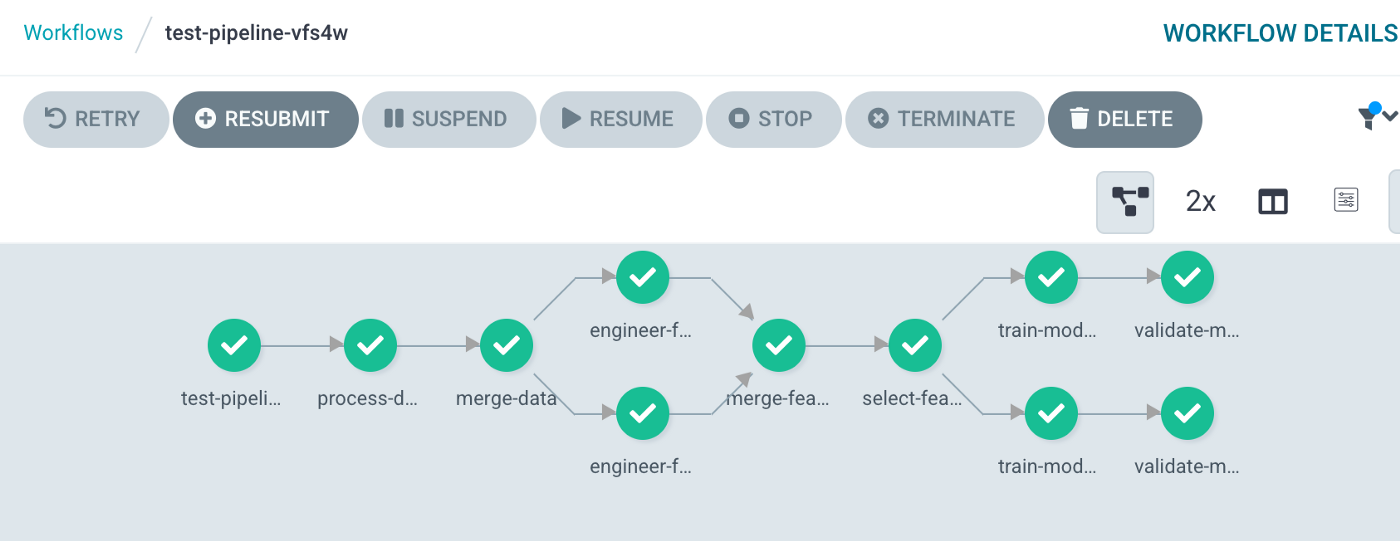 Workflows / test-pipeline-vfs4w
WORKFLOW DETAILS
RETRY RESUBMIT SUSPEND RESUME STOP TERMINATE DELETE
2x
engineer-f... train-mod... validate-m...
test-pipeli... process-d... merge-data merge-fea... select-fea...
engineer-f... train-mod... validate-m...